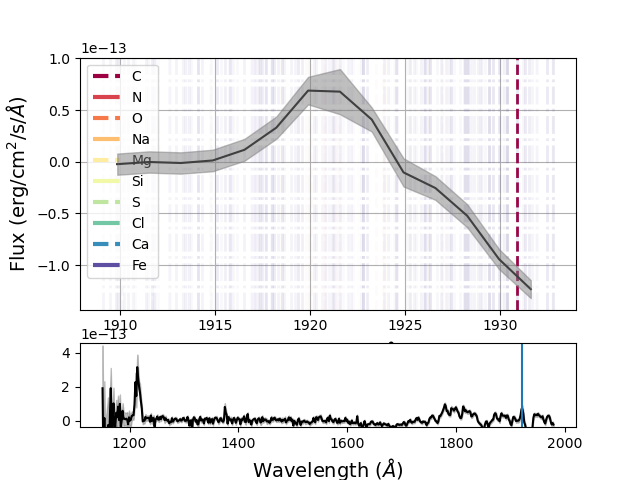 1e−13
1.0
0.5
0.0
−0.5
−1.0
Flux (erg/cm²/s/Å)
C
N
O
Na
Mg
Si
S
Cl
Ca
Fe
1910 1915 1920 1925 1930
1e−13
4
2
0
1200 1400 1600 1800 2000
Wavelength (Å)